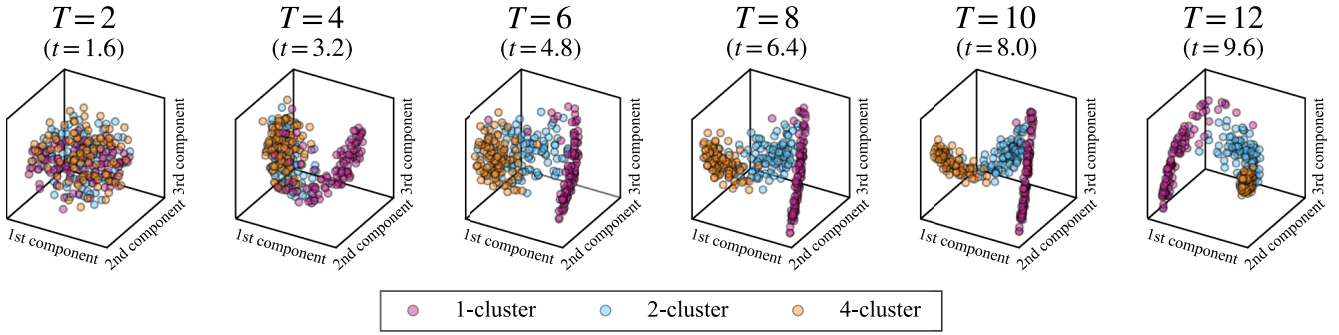 T = 2
(t = 1.6)
1st component
2nd component
3rd component
T = 4
(t = 3.2)
1st component
2nd component
3rd component
T = 6
(t = 4.8)
1st component
2nd component
3rd component
T = 8
(t = 6.4)
1st component
2nd component
3rd component
T = 10
(t = 8.0)
1st component
2nd component
3rd component
T = 12
(t = 9.6)
1st component
2nd component
3rd component
1-cluster
2-cluster
4-cluster